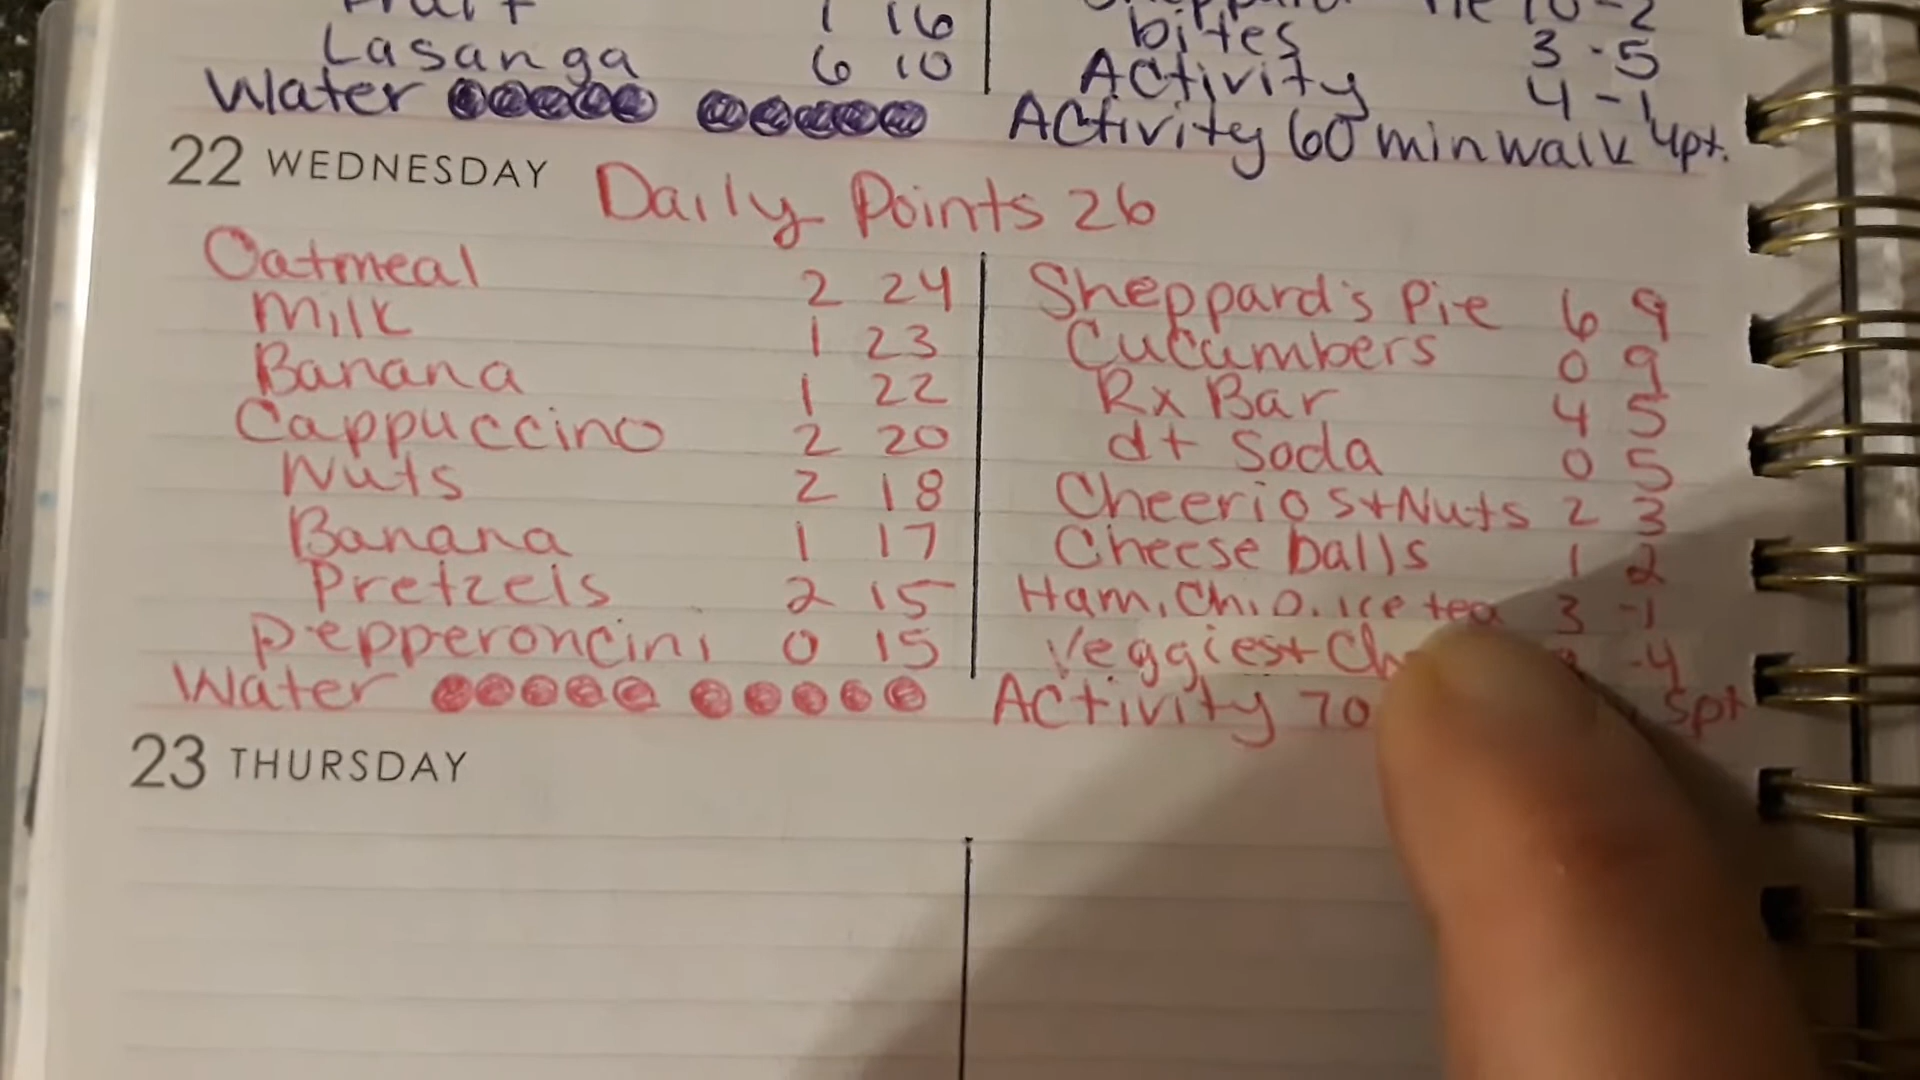 1 16
Lasanga 6 10
Water
bites 3 -5
Activity 4 -1
Activity 60 min walk 4pt.
22 WEDNESDAY Daily Points 26
Oatmeal 2 24
Milk 1 23
Banana 1 22
Cappuccino 2 20
Nuts 2 18
Banana 1 17
Pretzels 2 15
Pepperoncini 0 15
Water
Sheppard's Pie 6 9
Cucumbers 0 9
Rx Bar 4 5
dt Soda 0 5
Cheerios+Nuts 2 3
Cheese balls 1 2
Ham, Ch. D. ice tea 3 -1
Veggies+ -4
Activity 70 5pt
23 THURSDAY